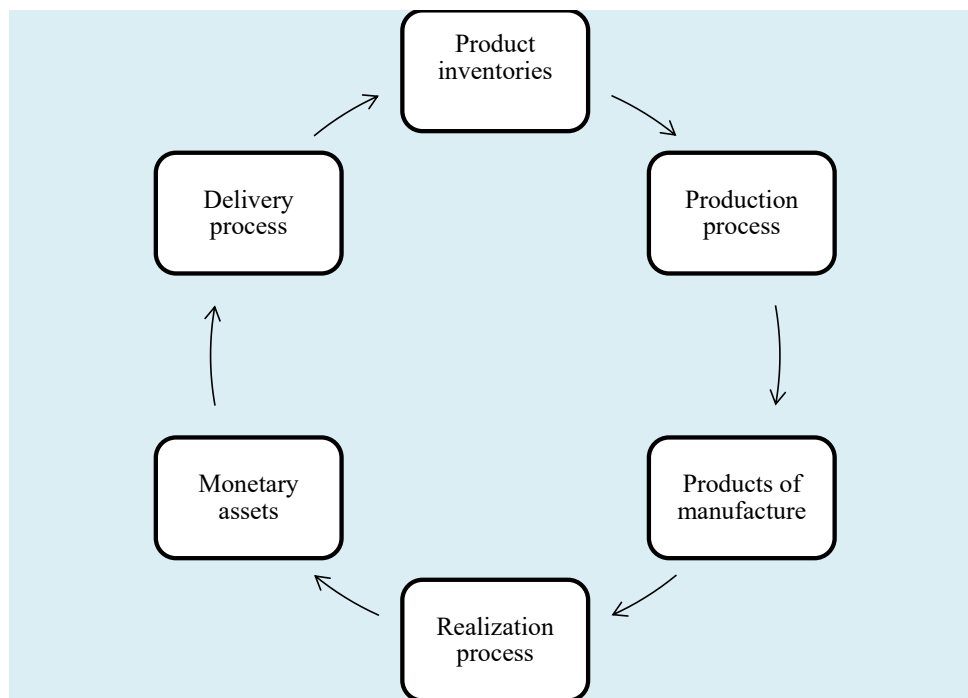 Product
inventories
Production
process
Products of
manufacture
Realization
process
Monetary
assets
Delivery
process